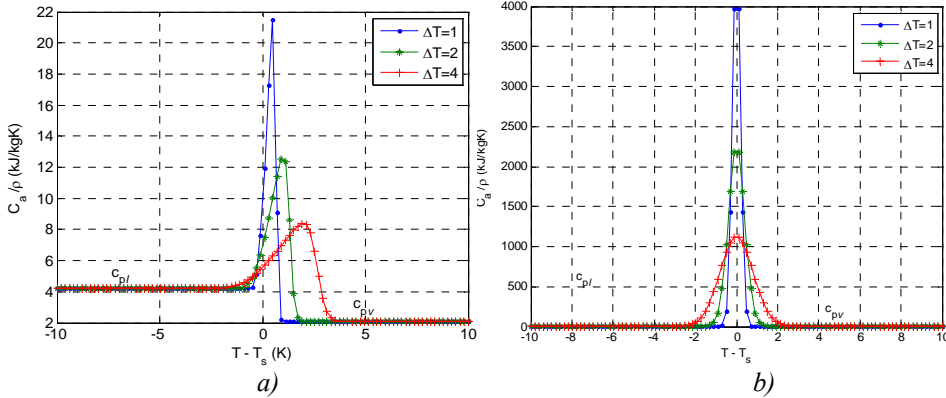 22
20
18
16
14
12
10
8
6
4
2
C_a /ρ (kJ/kgK)
ΔT=1
ΔT=2
ΔT=4
c_pl
c_pv
-10
-5
0
5
10
T - T_s (K)
a)
4000
3500
3000
2500
2000
1500
1000
500
0
C_a /ρ (kJ/kgK)
ΔT=1
ΔT=2
ΔT=4
c_pl
c_pv
-10 -8 -6 -4 -2 0 2 4 6 8 10
T - T_s
b)